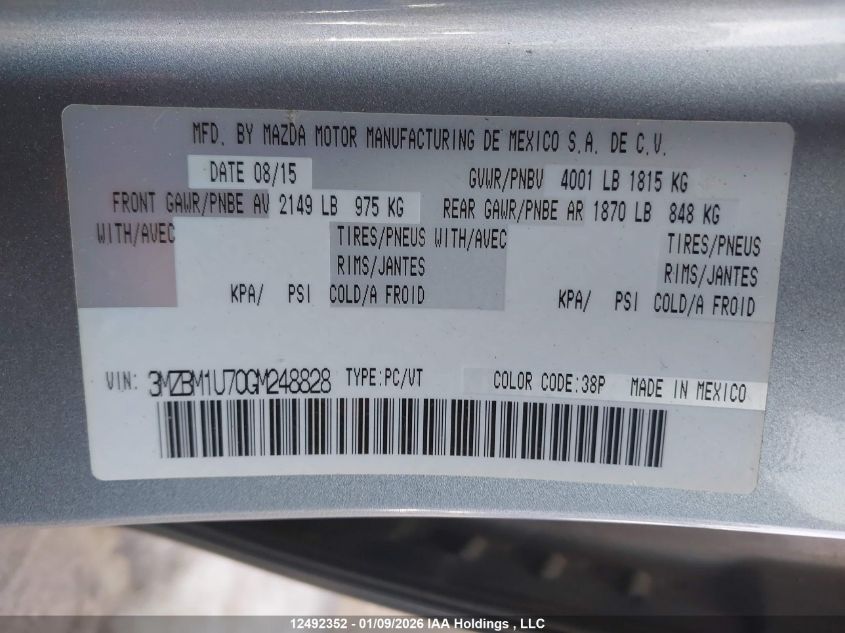 MFD. BY MAZDA MOTOR MANUFACTURING DE MEXICO S.A. DE C.V.
DATE 08/15 GVWR/PNBV 4001 LB 1815 KG
FRONT GAWR/PNBE AV 2149 LB 975 KG REAR GAWR/PNBE AR 1870 LB 848 KG
WITH/AVEC TIRES/PNEUS WITH/AVEC TIRES/PNEUS
RIMS/JANTES RIMS/JANTES
KPA/ PSI COLD/A FROID KPA/ PSI COLD/A FROID
VIN: 3MZBM1U70GM248828 TYPE:PC/VT COLOR CODE:38P MADE IN MEXICO
12492352 - 01/09/2026 IAA Holdings , LLC